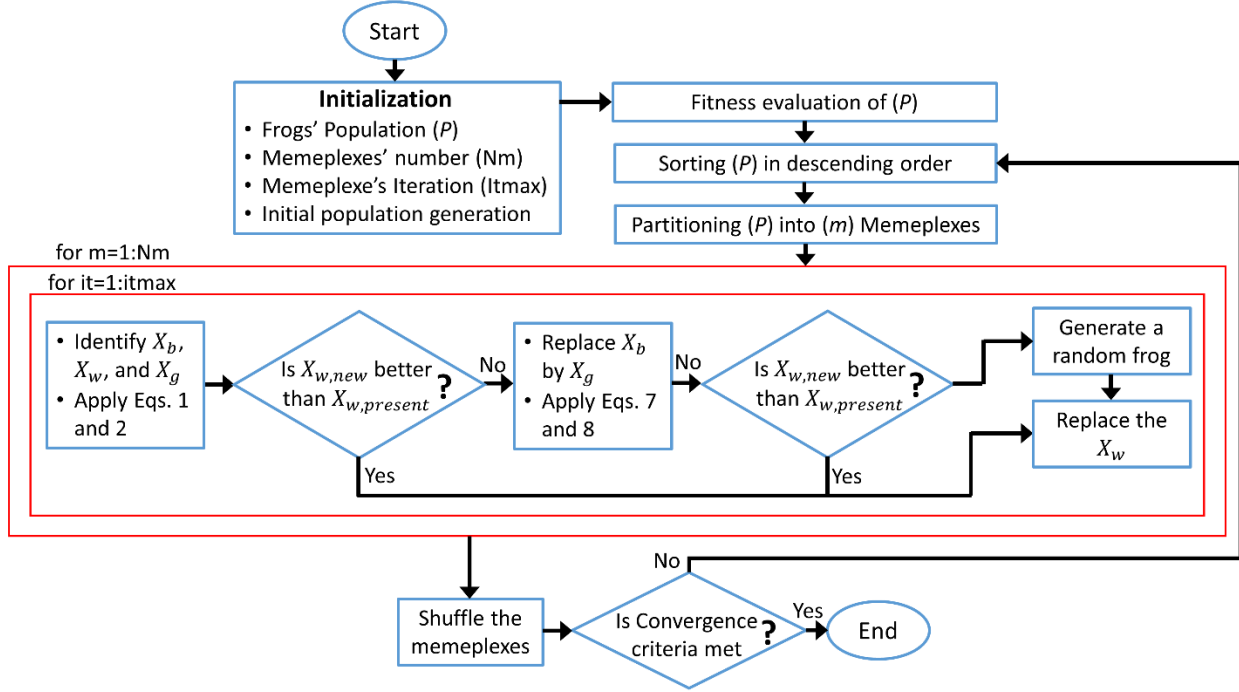 Start
Initialization
• Frogs' Population (P)
• Memeplexes' number (Nm)
• Memeplexe's Iteration (Itmax)
• Initial population generation
Fitness evaluation of (P)
Sorting (P) in descending order
Partitioning (P) into (m) Memeplexes
for m=1:Nm
for it=1:itmax
• Identify X_b,
X_w, and X_g
• Apply Eqs. 1
and 2
Is X_{w,new} better
than X_{w,present} ?
No
Yes
• Replace X_b
by X_g
• Apply Eqs. 7
and 8
No
Is X_{w,new} better
than X_{w,present} ?
Yes
Generate a
random frog
Replace the
X_w
Shuffle the
memeplexes
Is Convergence
criteria met ?
No
Yes
End